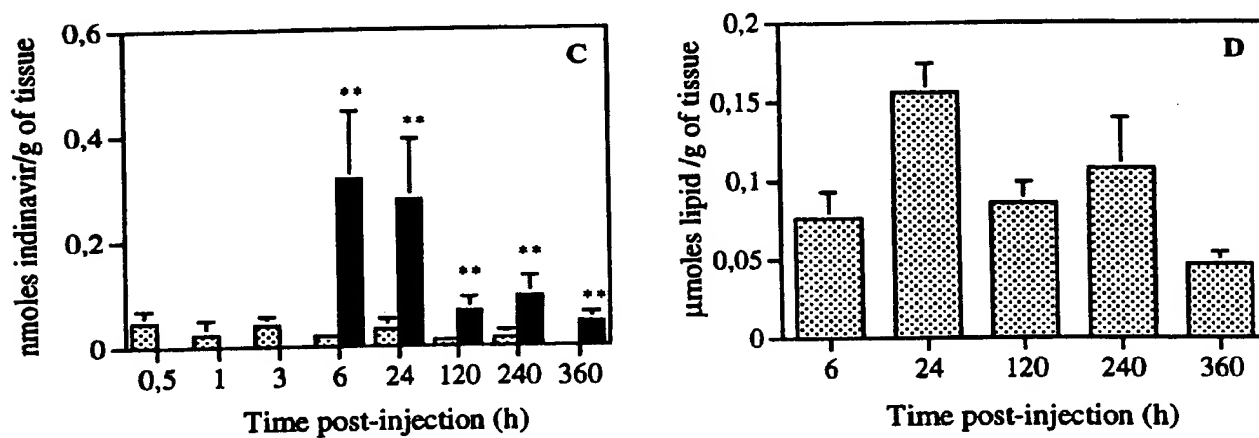 nmoles indinavir/g of tissue
0,6
0,4
0,2
0
C
**
**
**
**
**
0,5 1 3 6 24 120 240 360
Time post-injection (h)
µmoles lipid /g of tissue
0,2
0,15
0,1
0,05
0
D
6 24 120 240 360
Time post-injection (h)